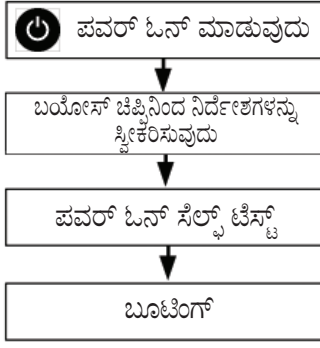 ಪವರ್ ಓನ್ ಮಾಡುವುದು
ಬಯೋಸ್ ಚಿಪ್ಪಿನಿಂದ ನಿರ್ದೇಶಗಳನ್ನು
ಸ್ವೀಕರಿಸುವುದು
ಪವರ್ ಓನ್ ಸೆಲ್ಫ್ ಟೆಸ್ಟ್
ಬೂಟಿಂಗ್